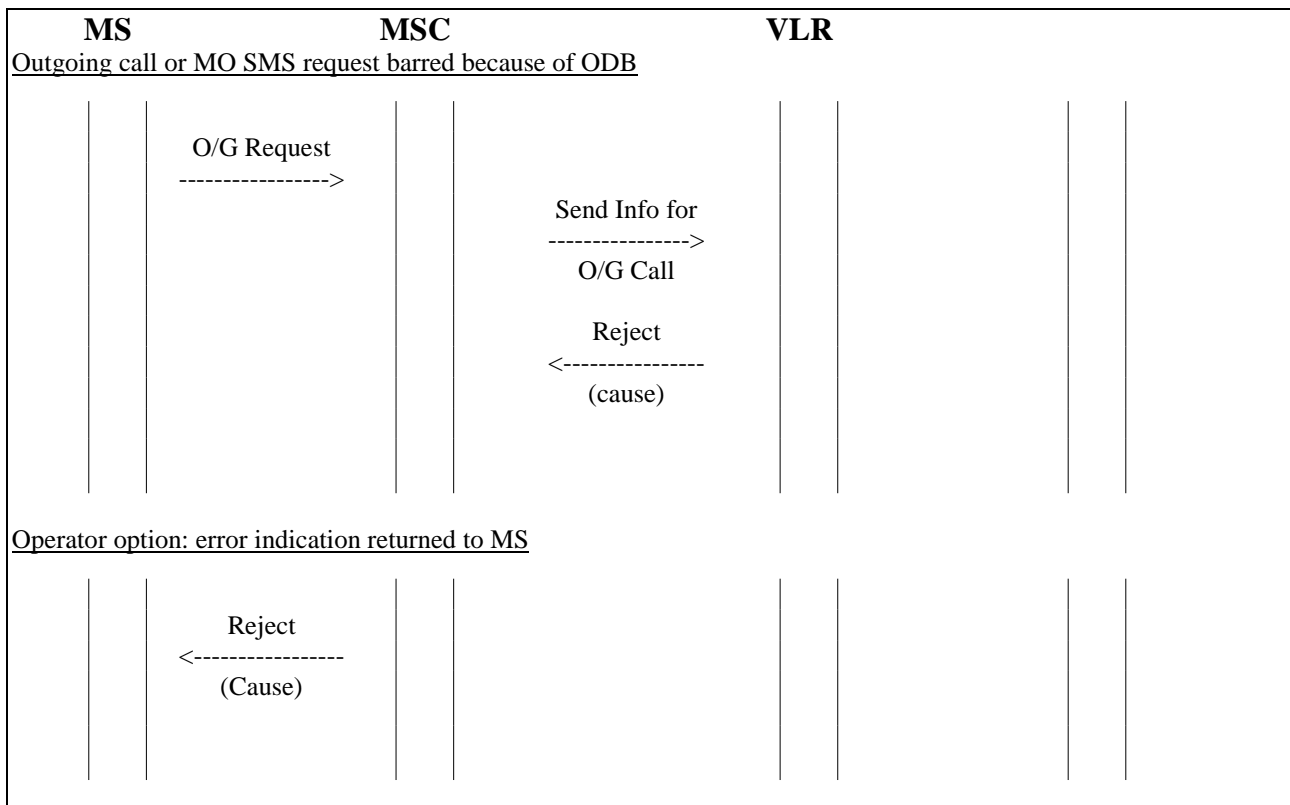 MS MSC VLR
Outgoing call or MO SMS request barred because of ODB
O/G Request
----------------->
Send Info for
---------------->
O/G Call
Reject
<----------------
(cause)
Operator option: error indication returned to MS
Reject
<-----------------
(Cause)